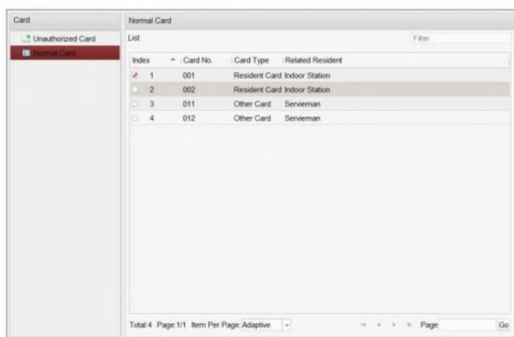 Card
Unauthorized Card
Normal Card
Normal Card
List
Filter
Index Card No. Card Type Related Resident
1 001 Resident Card Indoor Station
2 002 Resident Card Indoor Station
3 011 Other Card Servieman
4 012 Other Card Servieman
Total:4 Page:1/1 Item Per Page: Adaptive Page Go